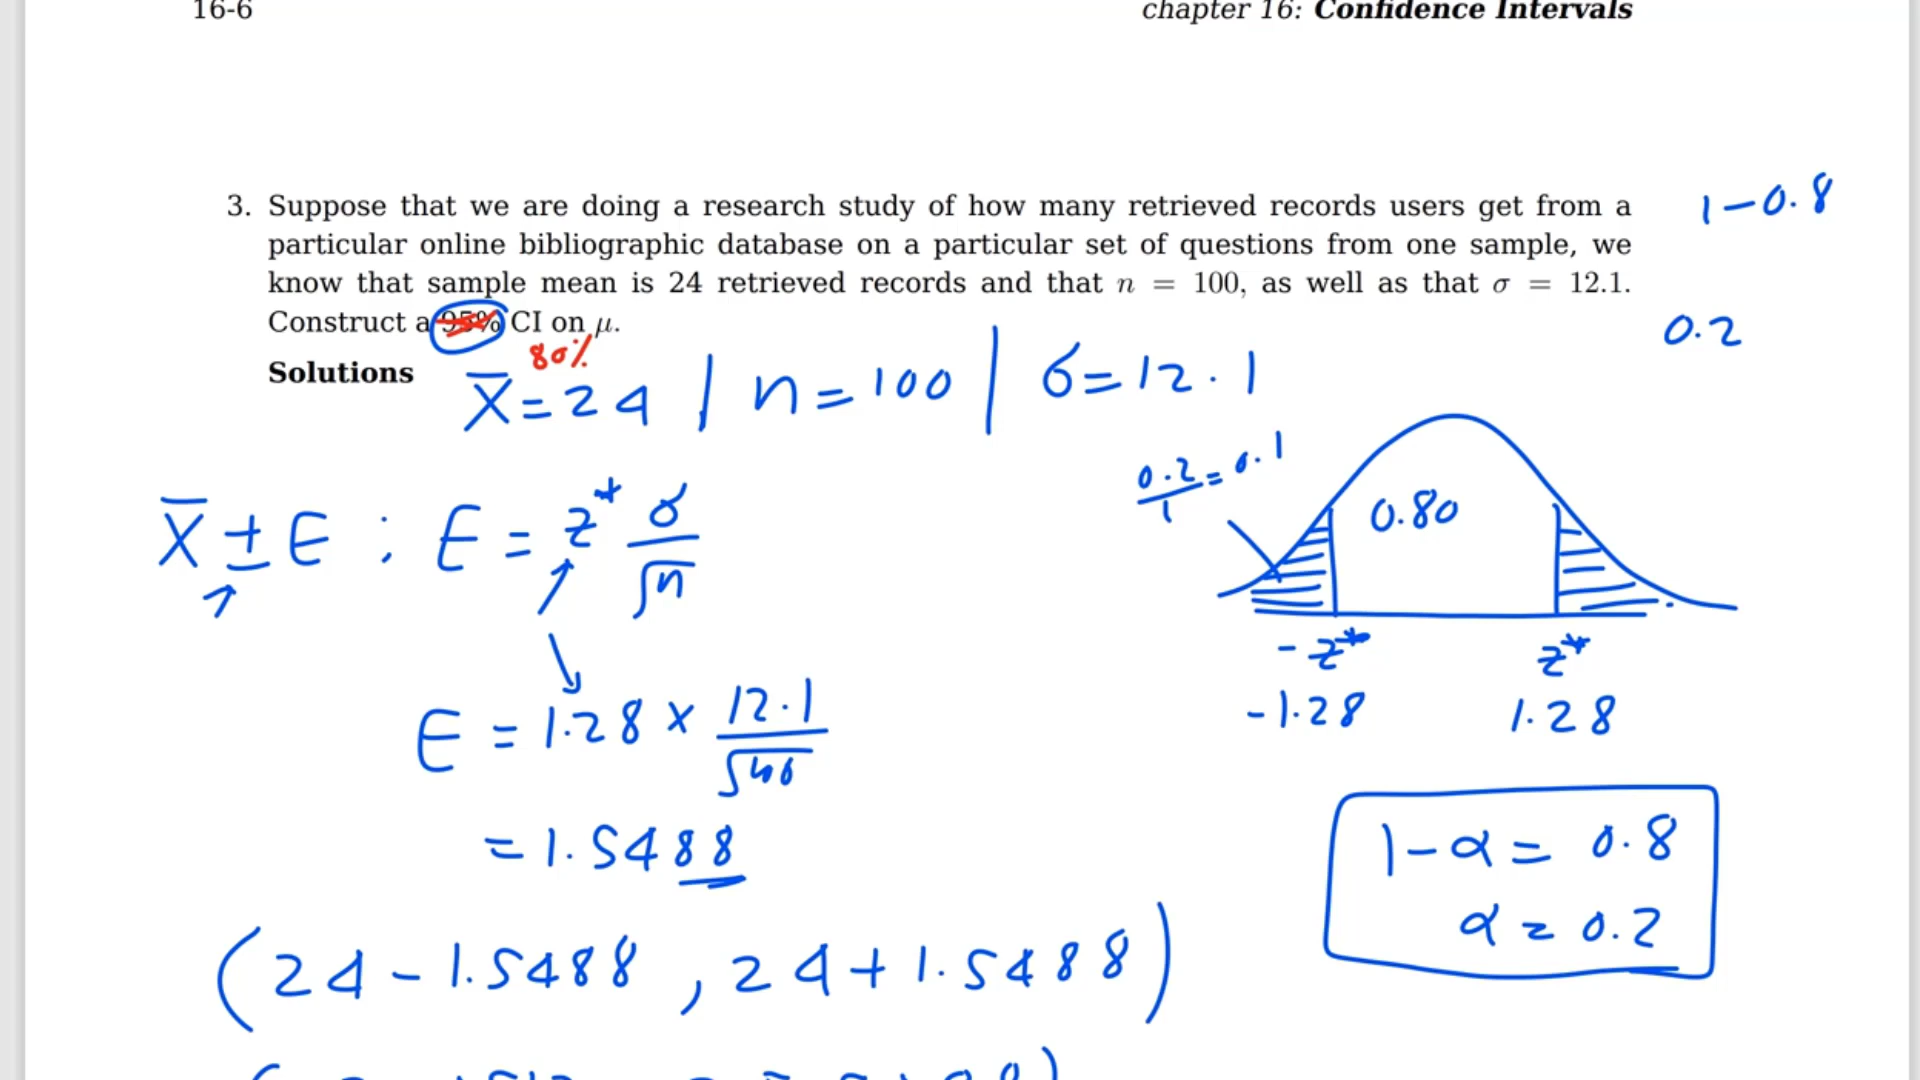 16-6 chapter 16: Confidence Intervals
3. Suppose that we are doing a research study of how many retrieved records users get from a
particular online bibliographic database on a particular set of questions from one sample, we
know that sample mean is 24 retrieved records and that n = 100, as well as that σ = 12.1.
Construct a 95% CI on μ.
80%
Solutions
1-0.8
0.2
X̄=24 | n=100 | σ=12.1
X̄ ± E : E = z* σ/√n
0.2/1=0.1
0.80
-z* z*
-1.28 1.28
E = 1.28 × 12.1/√100
= 1.5488
1-α= 0.8
α= 0.2
(24-1.5488, 24+1.5488)